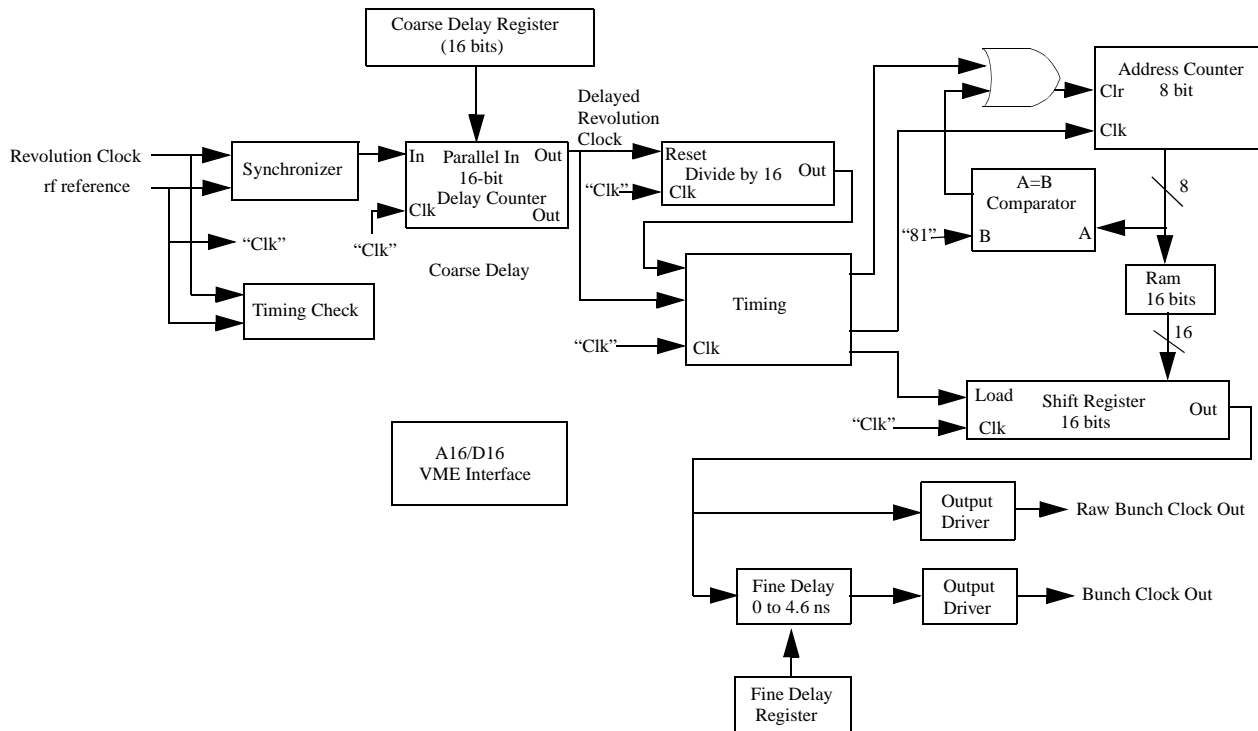 Coarse Delay Register
(16 bits)
Address Counter
8 bit
Clr
Clk
Delayed
Revolution
Clock
Revolution Clock
rf reference
Synchronizer
In
Parallel In
Out
16-bit
Delay Counter
Clk
Out
Reset
Divide by 16
Out
Clk
“Clk”
“Clk”
“Clk”
Coarse Delay
A=B
Comparator
“81”
B
A
8
Ram
16 bits
16
Timing Check
Timing
“Clk”
Clk
Load
Shift Register
Out
“Clk”
Clk
16 bits
A16/D16
VME Interface
Output
Driver
Raw Bunch Clock Out
Fine Delay
0 to 4.6 ns
Output
Driver
Bunch Clock Out
Fine Delay
Register